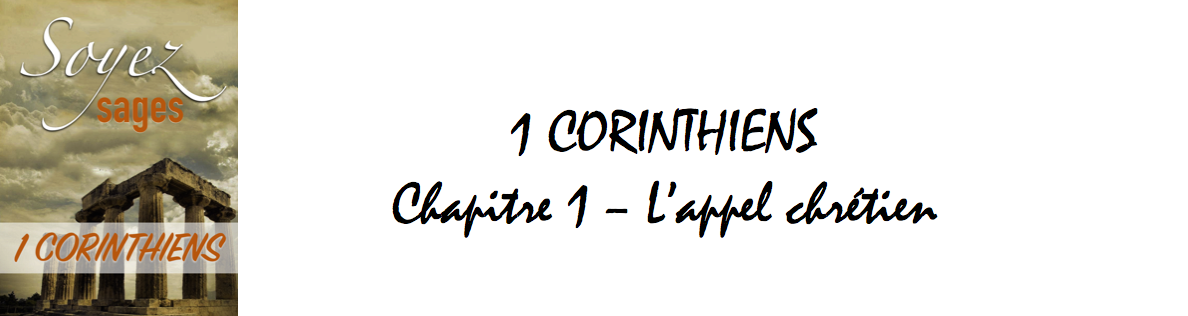 Soyez
sages
1 CORINTHIENS
1 CORINTHIENS
Chapitre 1 – L’appel chrétien